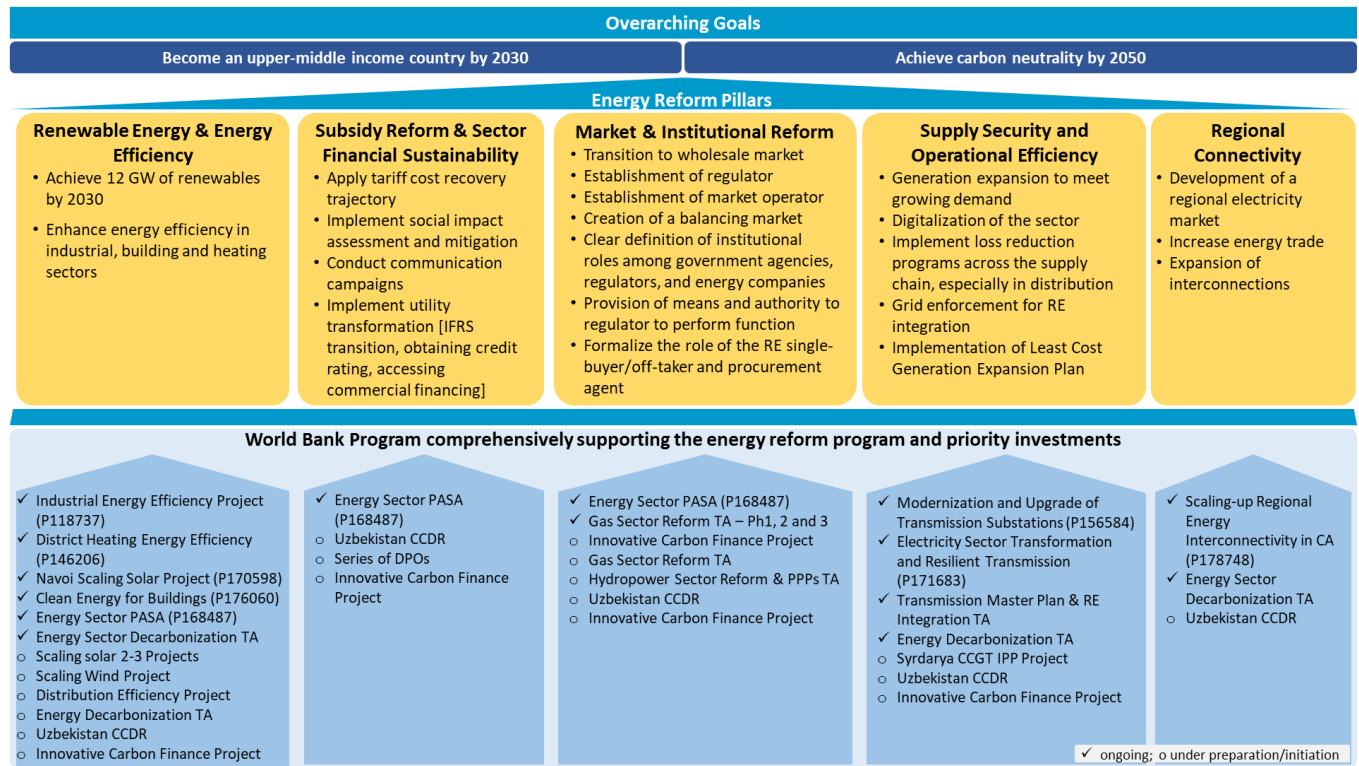 Overarching Goals
Become an upper-middle income country by 2030
Achieve carbon neutrality by 2050
Energy Reform Pillars
Renewable Energy & Energy
Efficiency
• Achieve 12 GW of renewables
by 2030
• Enhance energy efficiency in
industrial, building and heating
sectors
Subsidy Reform & Sector
Financial Sustainability
• Apply tariff cost recovery
trajectory
• Implement social impact
assessment and mitigation
• Conduct communication
campaigns
• Implement utility
transformation [IFRS
transition, obtaining credit
rating, accessing
commercial financing]
Market & Institutional Reform
• Transition to wholesale market
• Establishment of regulator
• Establishment of market operator
• Creation of a balancing market
• Clear definition of institutional
roles among government agencies,
regulators, and energy companies
• Provision of means and authority to
regulator to perform function
• Formalize the role of the RE single-
buyer/off-taker and procurement
agent
Supply Security and
Operational Efficiency
• Generation expansion to meet
growing demand
• Digitalization of the sector
• Implement loss reduction
programs across the supply
chain, especially in distribution
• Grid enforcement for RE
integration
• Implementation of Least Cost
Generation Expansion Plan
Regional
Connectivity
• Development of a
regional electricity
market
• Increase energy trade
• Expansion of
interconnections
World Bank Program comprehensively supporting the energy reform program and priority investments
✓ Industrial Energy Efficiency Project
(P118737)
✓ District Heating Energy Efficiency
(P146206)
✓ Navoi Scaling Solar Project (P170598)
✓ Clean Energy for Buildings (P176060)
✓ Energy Sector PASA (P168487)
✓ Energy Sector Decarbonization TA
o Scaling solar 2-3 Projects
o Scaling Wind Project
o Distribution Efficiency Project
o Energy Decarbonization TA
o Uzbekistan CCDR
o Innovative Carbon Finance Project
✓ Energy Sector PASA
(P168487)
o Uzbekistan CCDR
o Series of DPOs
o Innovative Carbon Finance
Project
✓ Energy Sector PASA (P168487)
✓ Gas Sector Reform TA – Ph1, 2 and 3
o Innovative Carbon Finance Project
o Gas Sector Reform TA
o Hydropower Sector Reform & PPPs TA
o Uzbekistan CCDR
o Innovative Carbon Finance Project
✓ Modernization and Upgrade of
Transmission Substations (P156584)
✓ Electricity Sector Transformation
and Resilient Transmission
(P171683)
✓ Transmission Master Plan & RE
Integration TA
✓ Energy Decarbonization TA
o Syrdarya CCGT IPP Project
o Uzbekistan CCDR
o Innovative Carbon Finance Project
✓ Scaling-up Regional
Energy
Interconnectivity in CA
(P178748)
✓ Energy Sector
Decarbonization TA
o Uzbekistan CCDR
✓ ongoing; o under preparation/initiation